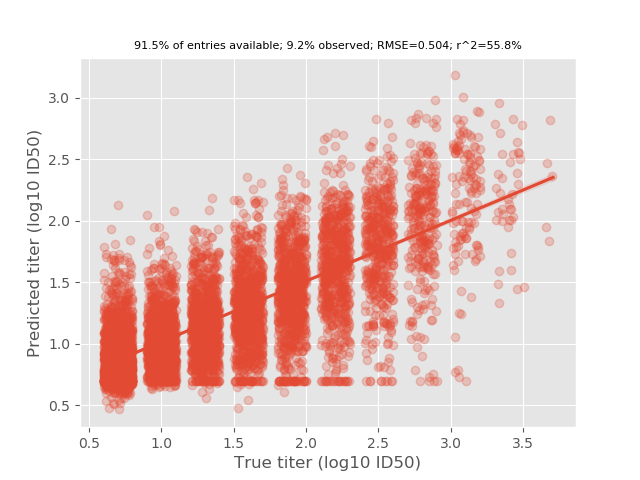 91.5% of entries available; 9.2% observed; RMSE=0.504; r^2=55.8%
Predicted titer (log10 ID50)
3.0
2.5
2.0
1.5
1.0
0.5
0.5 1.0 1.5 2.0 2.5 3.0 3.5
True titer (log10 ID50)